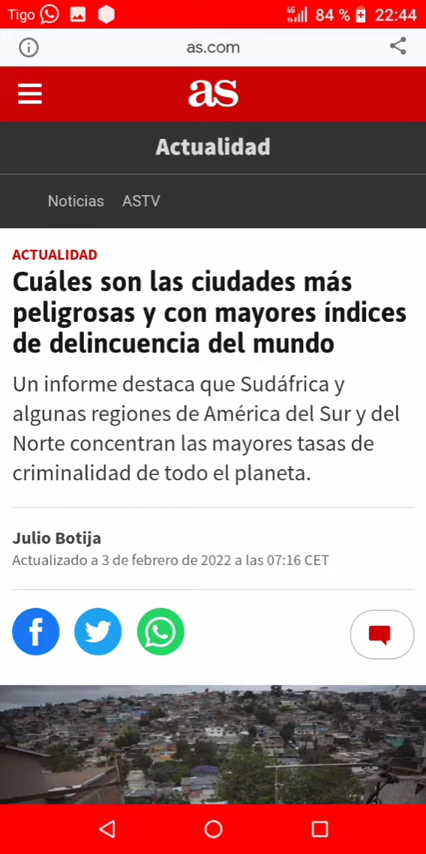 Tigo 4G 84 % 22:44
as.com
as
Actualidad
Noticias ASTV
ACTUALIDAD
Cuáles son las ciudades más
peligrosas y con mayores índices
de delincuencia del mundo
Un informe destaca que Sudáfrica y
algunas regiones de América del Sur y del
Norte concentran las mayores tasas de
criminalidad de todo el planeta.
Julio Botija
Actualizado a 3 de febrero de 2022 a las 07:16 CET